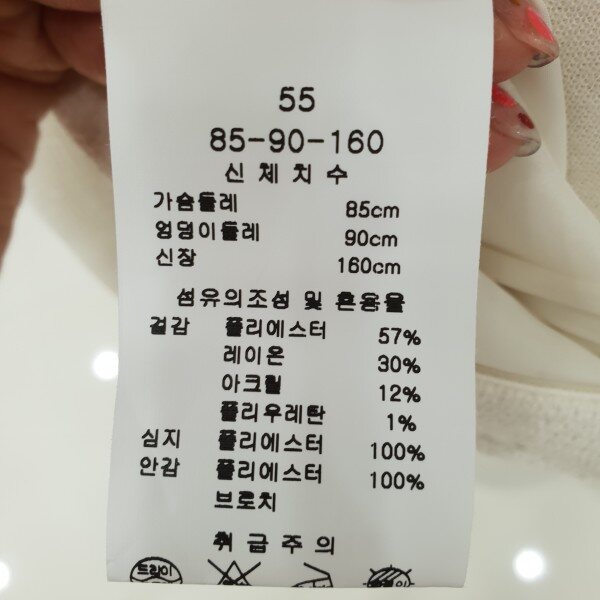 55
85-90-160
신체치수
가슴둘레 85cm
엉덩이둘레 90cm
신장 160cm
섬유의조성 및 혼용율
겉감 폴리에스터 57%
레이온 30%
아크릴 12%
폴리우레탄 1%
심지 폴리에스터 100%
안감 폴리에스터 100%
브로치
취급주의
드라이